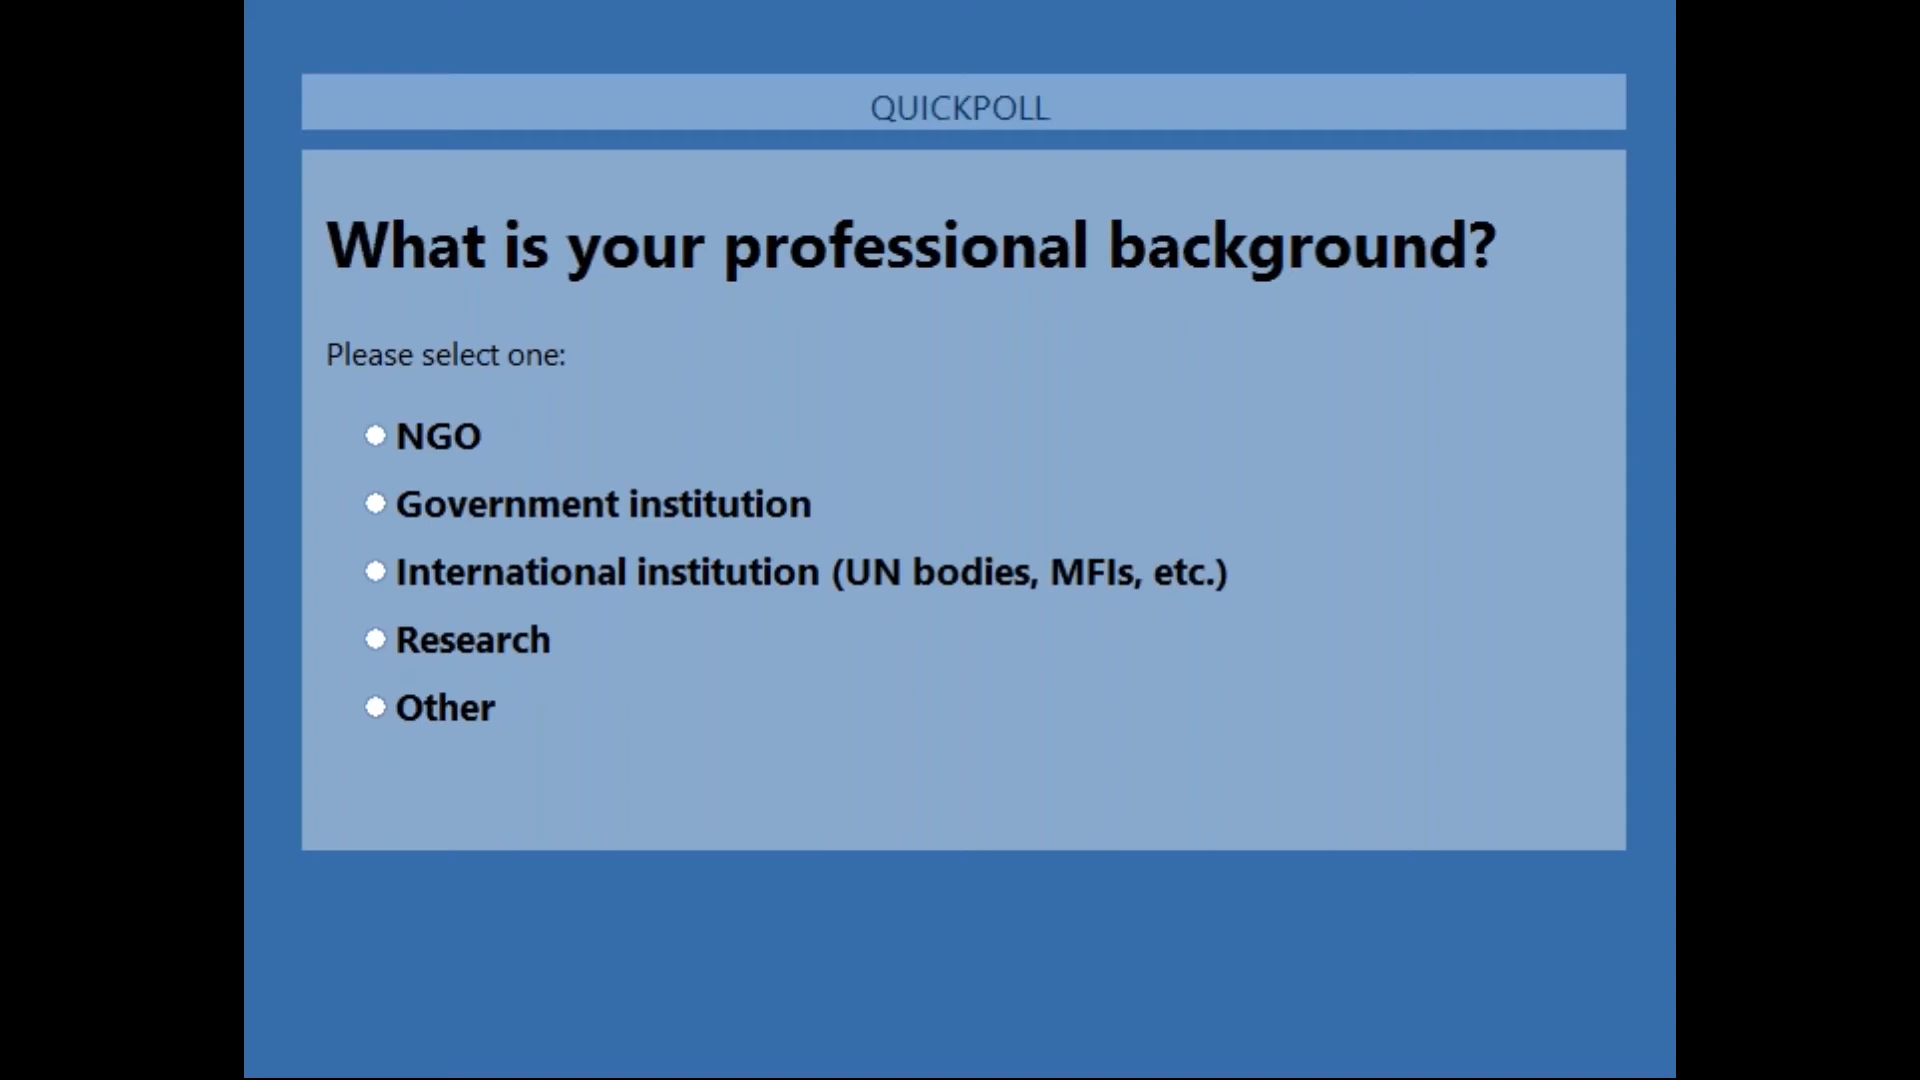 QUICKPOLL
What is your professional background?
Please select one:
NGO
Government institution
International institution (UN bodies, MFIs, etc.)
Research
Other